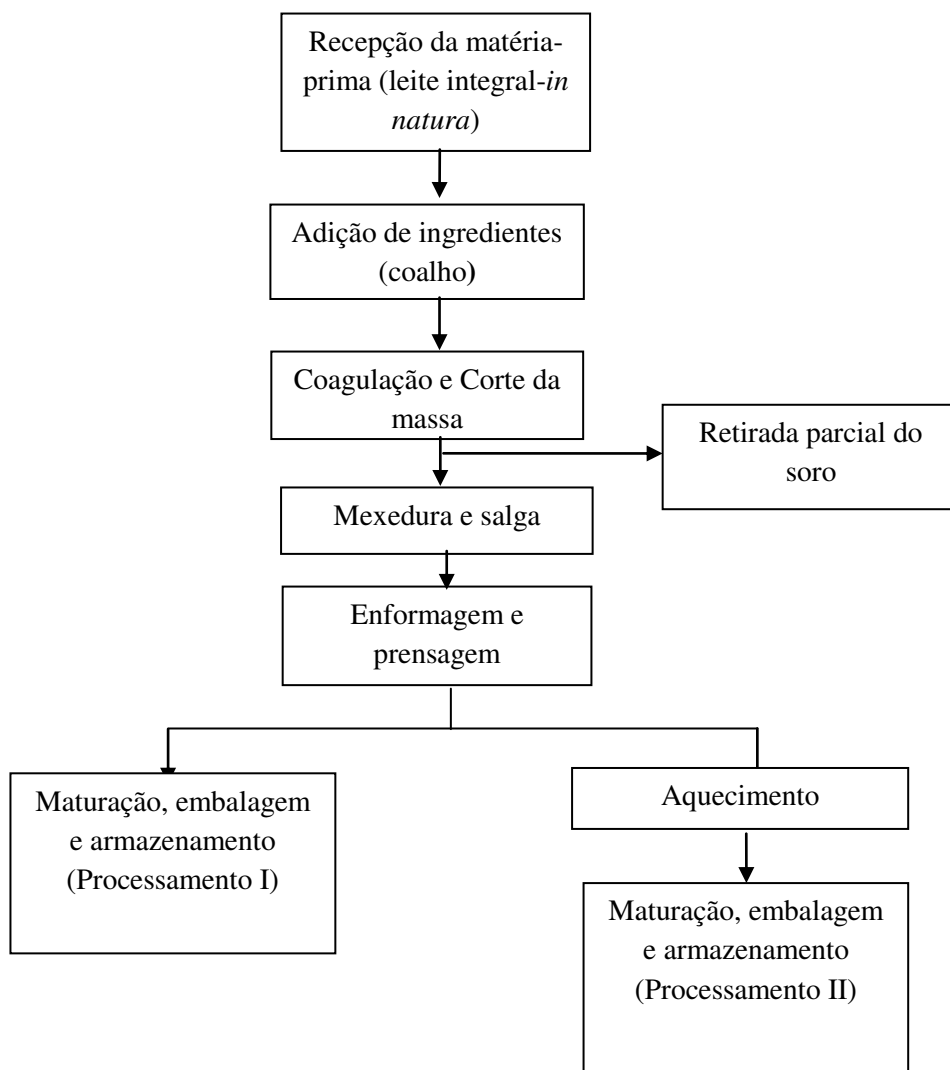 Recepção da matéria-
prima (leite integral-in
natura)
Adição de ingredientes
(coalho)
Coagulação e Corte da
massa
Retirada parcial do
soro
Mexedura e salga
Enformagem e
prensagem
Maturação, embalagem
e armazenamento
(Processamento I)
Aquecimento
Maturação, embalagem
e armazenamento
(Processamento II)